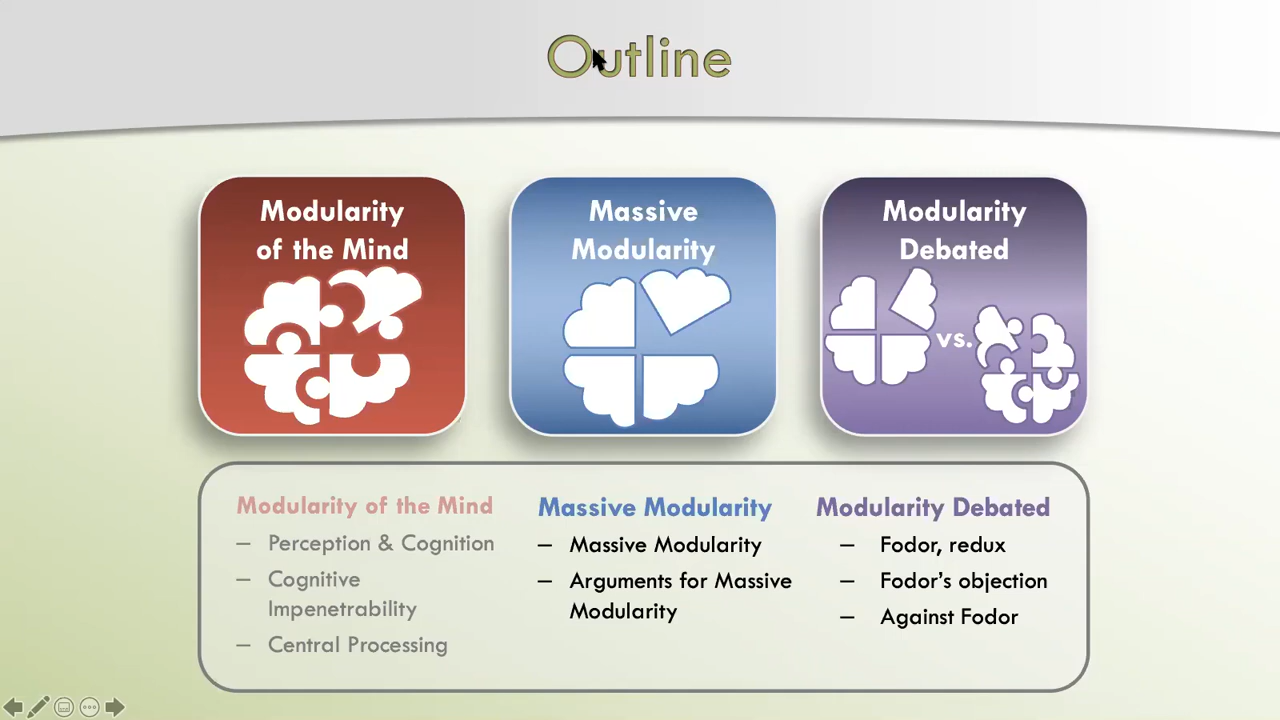 Outline
Modularity
of the Mind
Massive
Modularity
Modularity
Debated
vs.
Modularity of the Mind
– Perception & Cognition
– Cognitive
Impenetrability
– Central Processing
Massive Modularity
– Massive Modularity
– Arguments for Massive
Modularity
Modularity Debated
– Fodor, redux
– Fodor’s objection
– Against Fodor